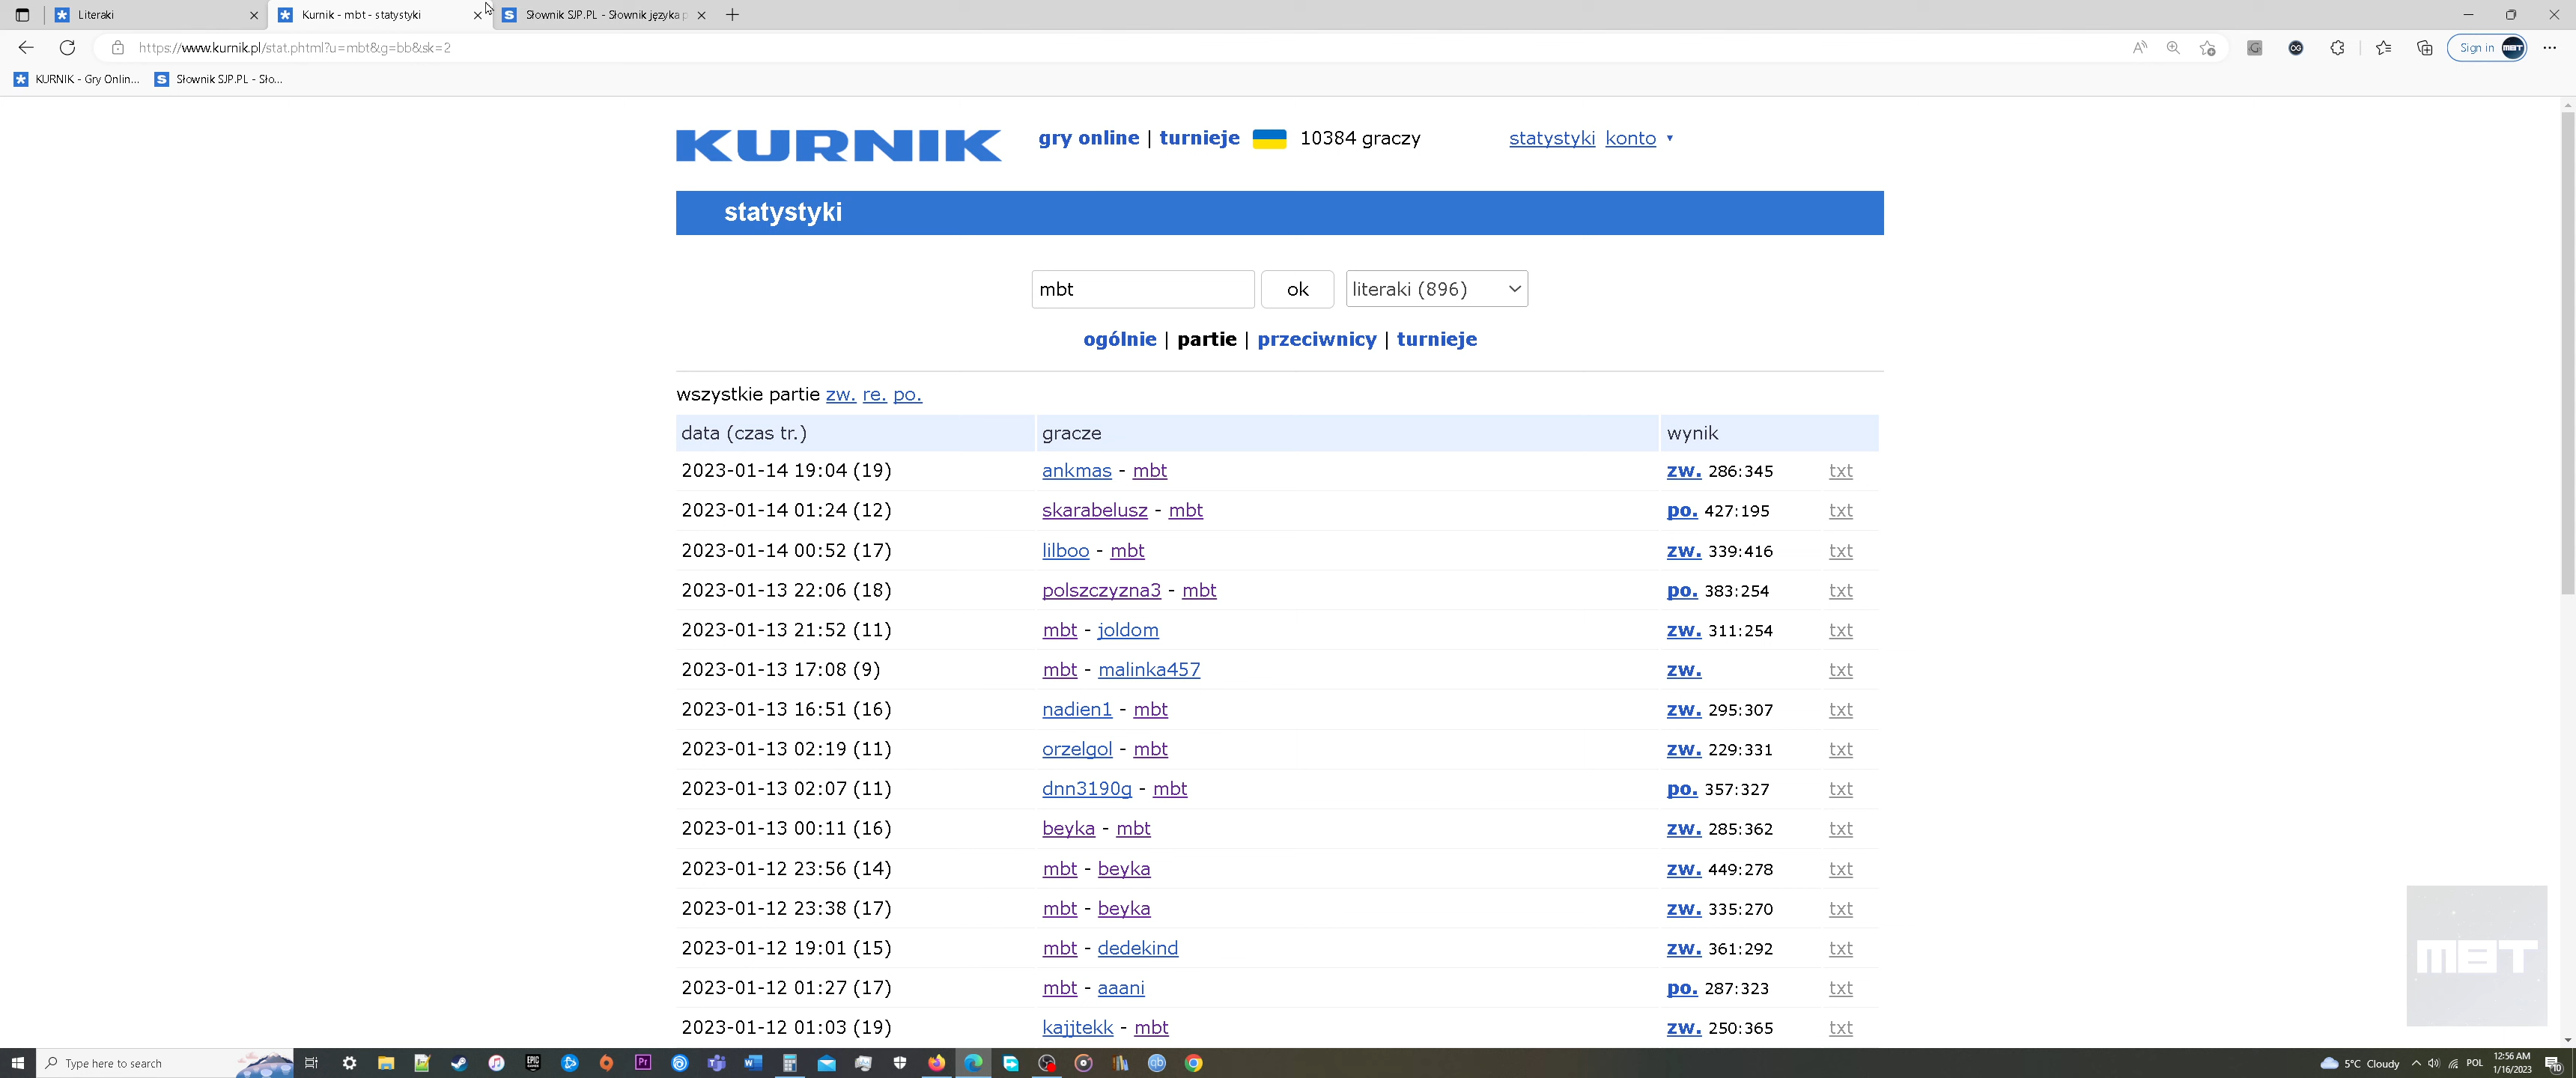 Literaki
Kurnik - mbt - statystyki
Słownik SJP.PL - Słownik języka p
https://www.kurnik.pl/stat.phtml?u=mbt&g=bb&sk=2
Sign in MBT
KURNIK - Gry Onlin...
Słownik SJP.PL - Sło...
KURNIK gry online | turnieje 10384 graczy statystyki konto
statystyki
mbt ok literaki (896)
ogólnie | partie | przeciwnicy | turnieje
wszystkie partie zw. re. po.
data (czas tr.) gracze wynik
2023-01-14 19:04 (19) ankmas - mbt zw. 286:345 txt
2023-01-14 01:24 (12) skarabelusz - mbt po. 427:195 txt
2023-01-14 00:52 (17) lilboo - mbt zw. 339:416 txt
2023-01-13 22:06 (18) polszczyzna3 - mbt po. 383:254 txt
2023-01-13 21:52 (11) mbt - joldom zw. 311:254 txt
2023-01-13 17:08 (9) mbt - malinka457 zw. txt
2023-01-13 16:51 (16) nadien1 - mbt zw. 295:307 txt
2023-01-13 02:19 (11) orzelgol - mbt zw. 229:331 txt
2023-01-13 02:07 (11) dnn3190g - mbt po. 357:327 txt
2023-01-13 00:11 (16) beyka - mbt zw. 285:362 txt
2023-01-12 23:56 (14) mbt - beyka zw. 449:278 txt
2023-01-12 23:38 (17) mbt - beyka zw. 335:270 txt
2023-01-12 19:01 (15) mbt - dedekind zw. 361:292 txt
2023-01-12 01:27 (17) mbt - aaani po. 287:323 txt
2023-01-12 01:03 (19) kajjtekk - mbt zw. 250:365 txt
MBT
Type here to search
5°C Cloudy
POL
12:56 AM
1/16/2023